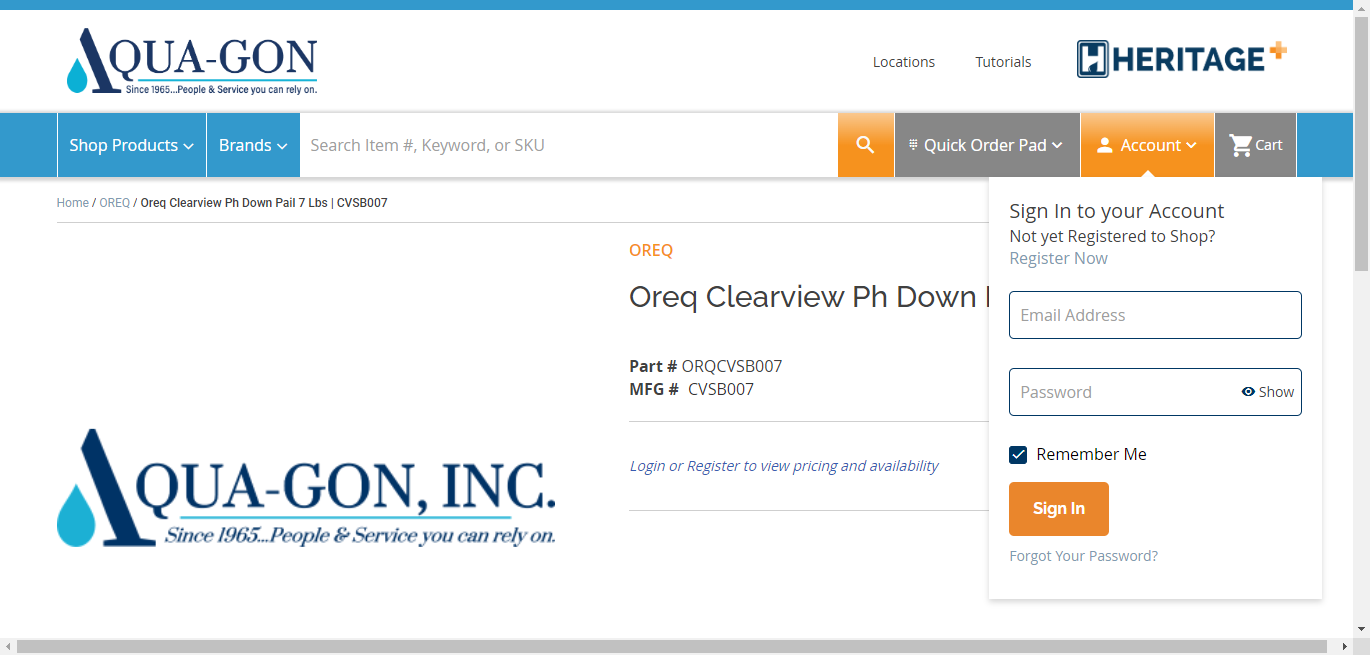 AQUA-GON
Since 1965...People & Service you can rely on.
Locations
Tutorials
HERITAGE+
Shop Products
Brands
Search Item #, Keyword, or SKU
Quick Order Pad
Account
Cart
Home / OREQ / Oreq Clearview Ph Down Pail 7 Lbs | CVSB007
OREQ
Oreq Clearview Ph Down
Part # ORQCVSB007
MFG # CVSB007
Login or Register to view pricing and availability
AQUA-GON, INC.
Since 1965...People & Service you can rely on.
Sign In to your Account
Not yet Registered to Shop?
Register Now
Email Address
Password
Show
Remember Me
Sign In
Forgot Your Password?